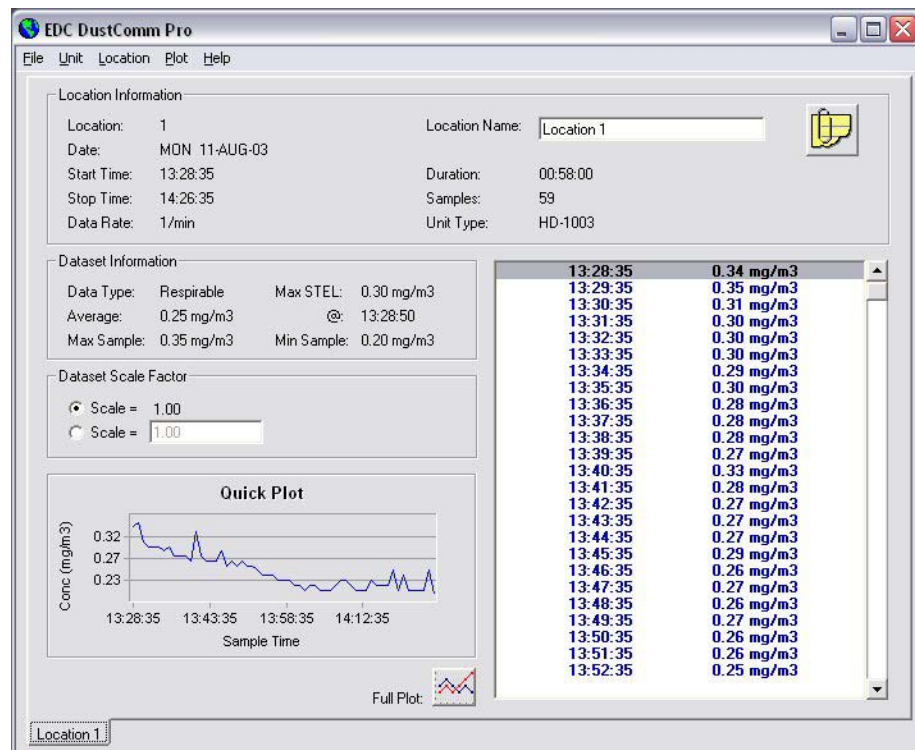 EDC DustComm Pro
File Unit Location Plot Help
Location Information
Location: 1
Location Name: Location 1
Date: MON 11-AUG-03
Start Time: 13:28:35
Duration: 00:58:00
Stop Time: 14:26:35
Samples: 59
Data Rate: 1/min
Unit Type: HD-1003
Dataset Information
Data Type: Respirable Max STEL: 0.30 mg/m3
Average: 0.25 mg/m3 @: 13:28:50
Max Sample: 0.35 mg/m3 Min Sample: 0.20 mg/m3
Dataset Scale Factor
Scale = 1.00
Scale = 1.00
Quick Plot
Conc (mg/m3)
0.32
0.27
0.23
13:28:35 13:43:35 13:58:35 14:12:35
Sample Time
Full Plot:
13:28:35 0.34 mg/m3
13:29:35 0.35 mg/m3
13:30:35 0.31 mg/m3
13:31:35 0.30 mg/m3
13:32:35 0.30 mg/m3
13:33:35 0.30 mg/m3
13:34:35 0.29 mg/m3
13:35:35 0.30 mg/m3
13:36:35 0.28 mg/m3
13:37:35 0.28 mg/m3
13:38:35 0.28 mg/m3
13:39:35 0.27 mg/m3
13:40:35 0.33 mg/m3
13:41:35 0.28 mg/m3
13:42:35 0.27 mg/m3
13:43:35 0.27 mg/m3
13:44:35 0.27 mg/m3
13:45:35 0.29 mg/m3
13:46:35 0.26 mg/m3
13:47:35 0.27 mg/m3
13:48:35 0.26 mg/m3
13:49:35 0.27 mg/m3
13:50:35 0.26 mg/m3
13:51:35 0.26 mg/m3
13:52:35 0.25 mg/m3
Location 1